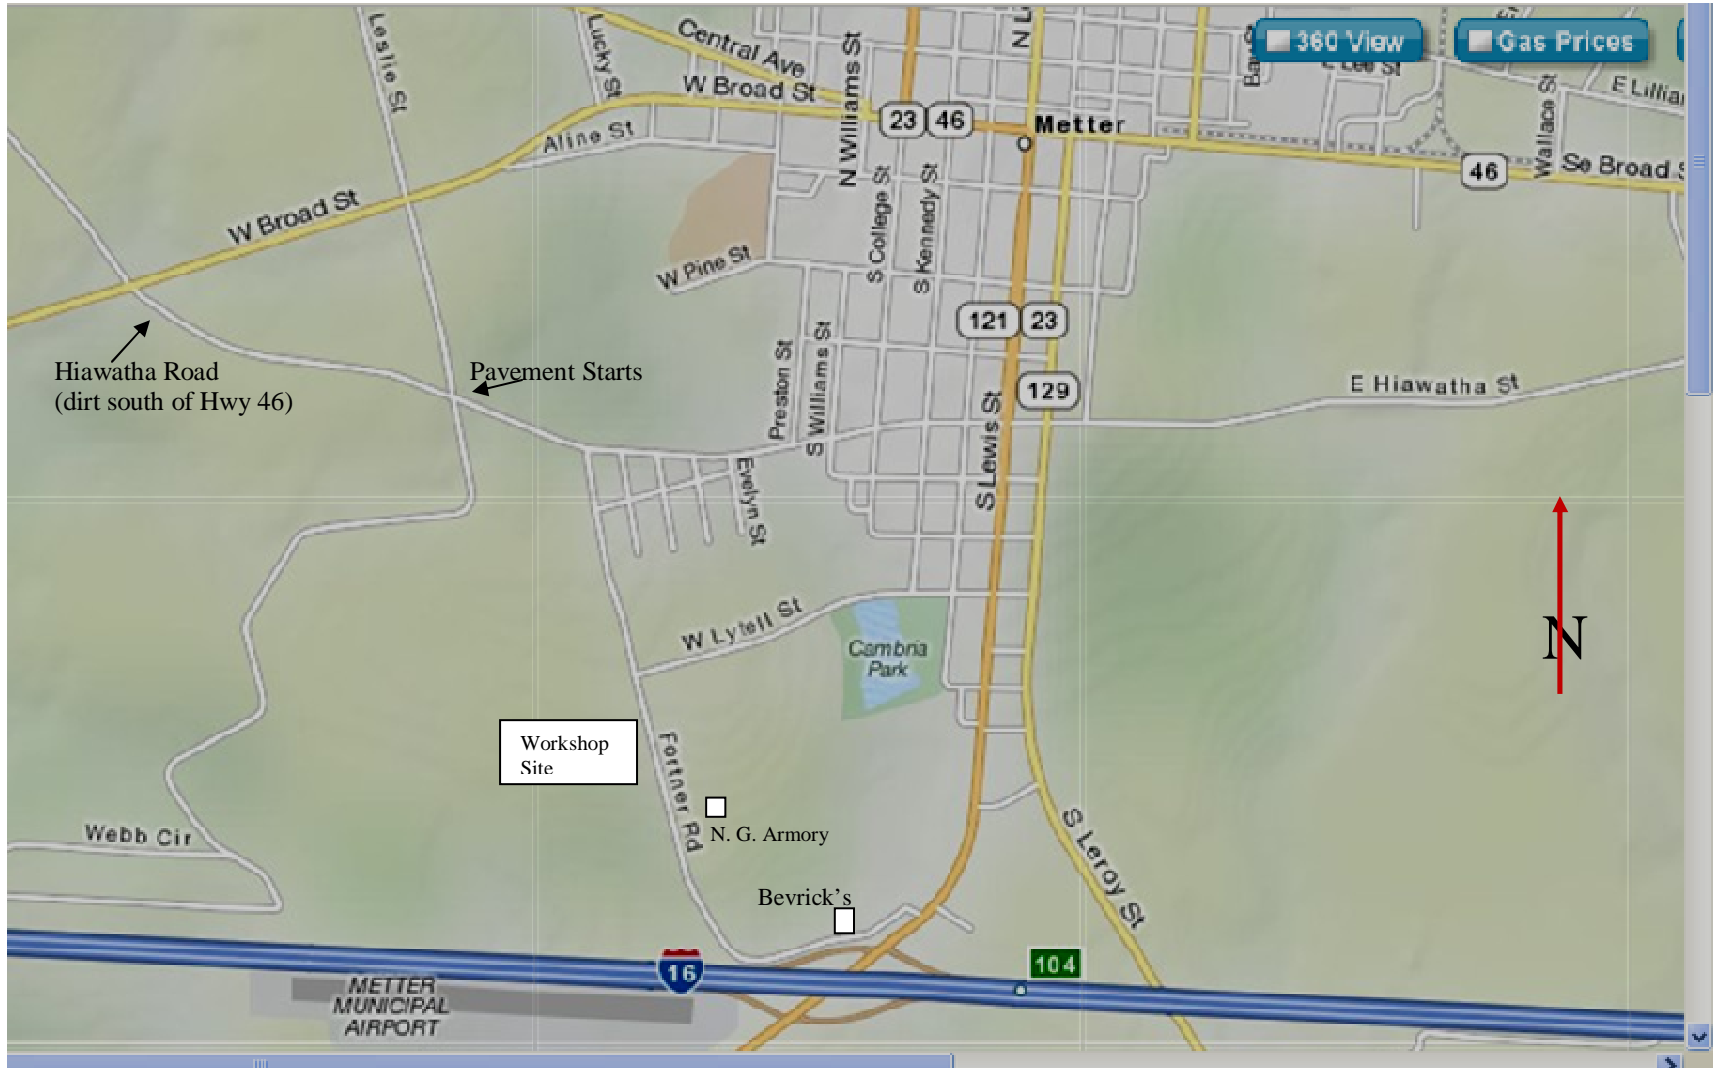 360 View
Gas Prices
Leslie St
Lucky St
Central Ave
W Broad St
N Williams St
N L
Ba
E Lee St
Wallace St
E Lillia
Aline St
23
46
Metter
46
Se Broad S
W Broad St
S College St
S Kennedy St
W Pine St
121
23
Hiawatha Road
(dirt south of Hwy 46)
Pavement Starts
Preston St
S Williams St
129
E Hiawatha St
S Lewis St
Evelyn St
W Lytell St
Cambria
Park
N
Workshop
Site
Fortner Rd
N. G. Armory
Webb Cir
S Leroy St
Bevrick's
16
104
METTER
MUNICIPAL
AIRPORT